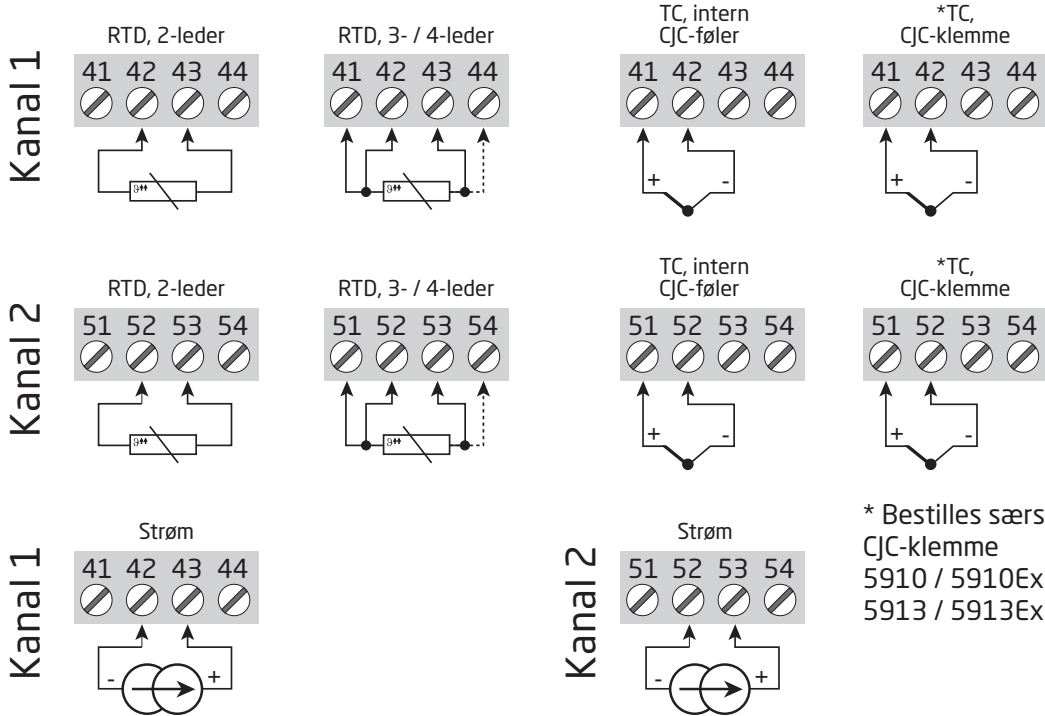 Kanal 1
RTD, 2-leder
41 42 43 44
RTD, 3- / 4-leder
41 42 43 44
TC, intern
CJC-føler
41 42 43 44
+ -
*TC,
CJC-klemme
41 42 43 44
+ -
Kanal 2
RTD, 2-leder
51 52 53 54
RTD, 3- / 4-leder
51 52 53 54
TC, intern
CJC-føler
51 52 53 54
+ -
*TC,
CJC-klemme
51 52 53 54
+ -
Kanal 1
Strøm
41 42 43 44
- +
Kanal 2
Strøm
51 52 53 54
- +
* Bestilles særs
CJC-klemme
5910 / 5910Ex
5913 / 5913Ex